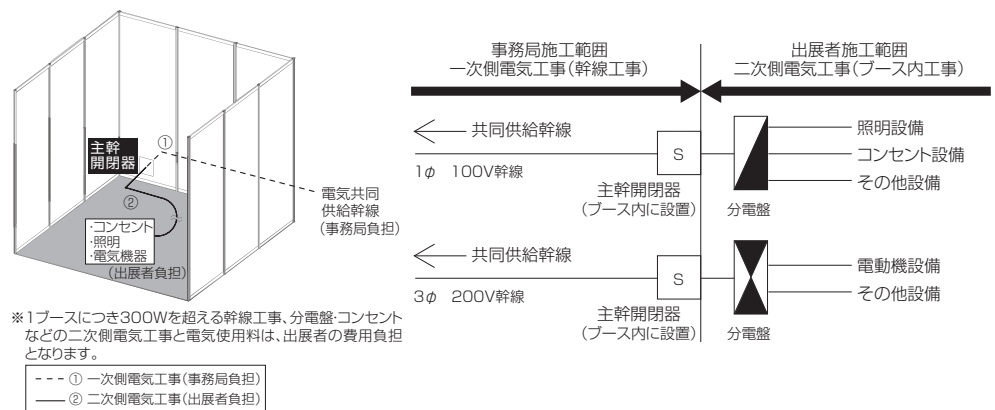 主幹
開閉器
①
②
・コンセント
・照明
・電気機器
(出展者負担)
電気共同
供給幹線
(事務局負担)
※1ブースにつき300Wを超える幹線工事、分電盤・コンセント
などの二次側電気工事と電気使用料は、出展者の費用負担
となります。
① 一次側電気工事(事務局負担)
② 二次側電気工事(出展者負担)
事務局施工範囲
一次側電気工事(幹線工事)
出展者施工範囲
二次側電気工事(ブース内工事)
共同供給幹線
1φ 100V幹線
S
主幹開閉器
(ブース内に設置)
分電盤
照明設備
コンセント設備
その他設備
共同供給幹線
3φ 200V幹線
S
主幹開閉器
(ブース内に設置)
分電盤
電動機設備
その他設備